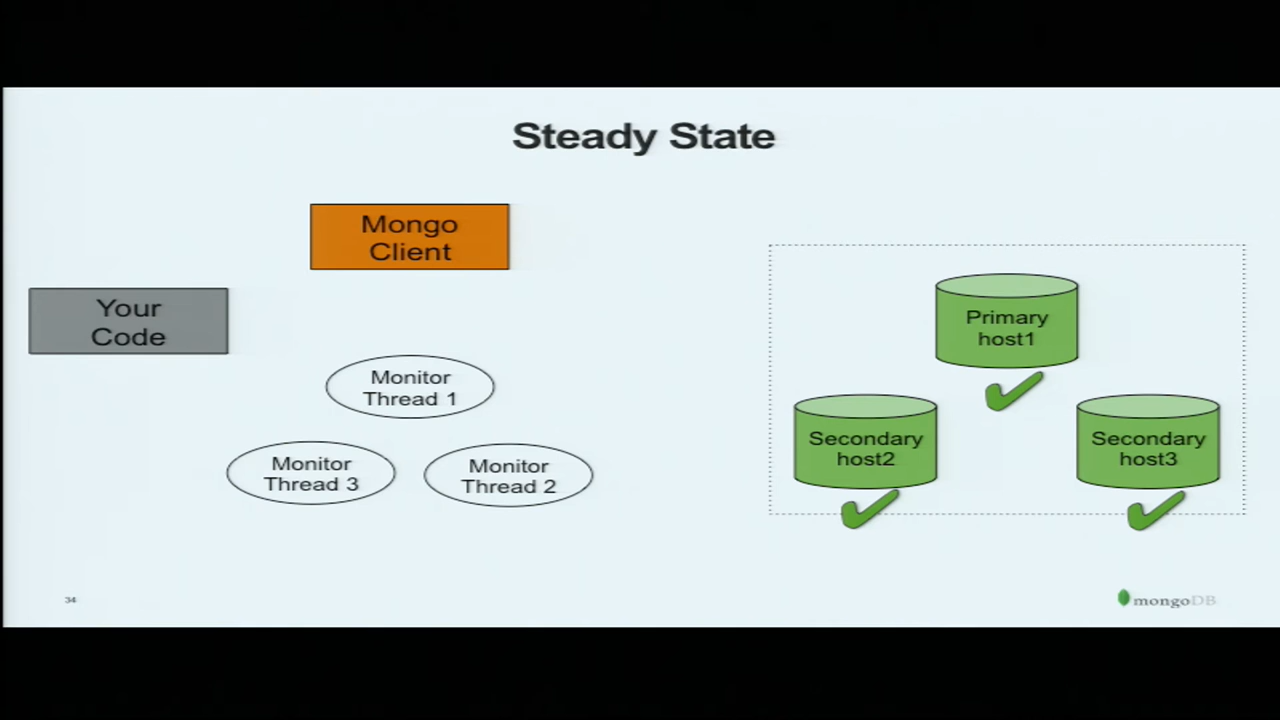 Steady State
Mongo
Client
Your
Code
Monitor
Thread 1
Monitor
Thread 3
Monitor
Thread 2
Primary
host1
Secondary
host2
Secondary
host3
34
mongoDB